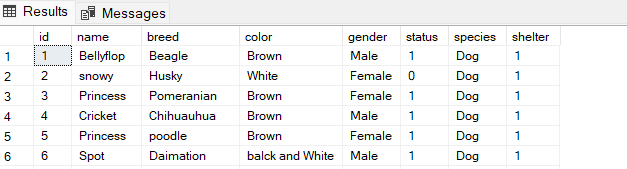 Results Messages
id name breed color gender status species shelter
1 1 Bellyflop Beagle Brown Male 1 Dog 1
2 2 snowy Husky White Female 0 Dog 1
3 3 Princess Pomeranian Brown Female 1 Dog 1
4 4 Cricket Chihuauhua Brown Male 1 Dog 1
5 5 Princess poodle Brown Female 1 Dog 1
6 6 Spot Daimation balck and White Male 1 Dog 1